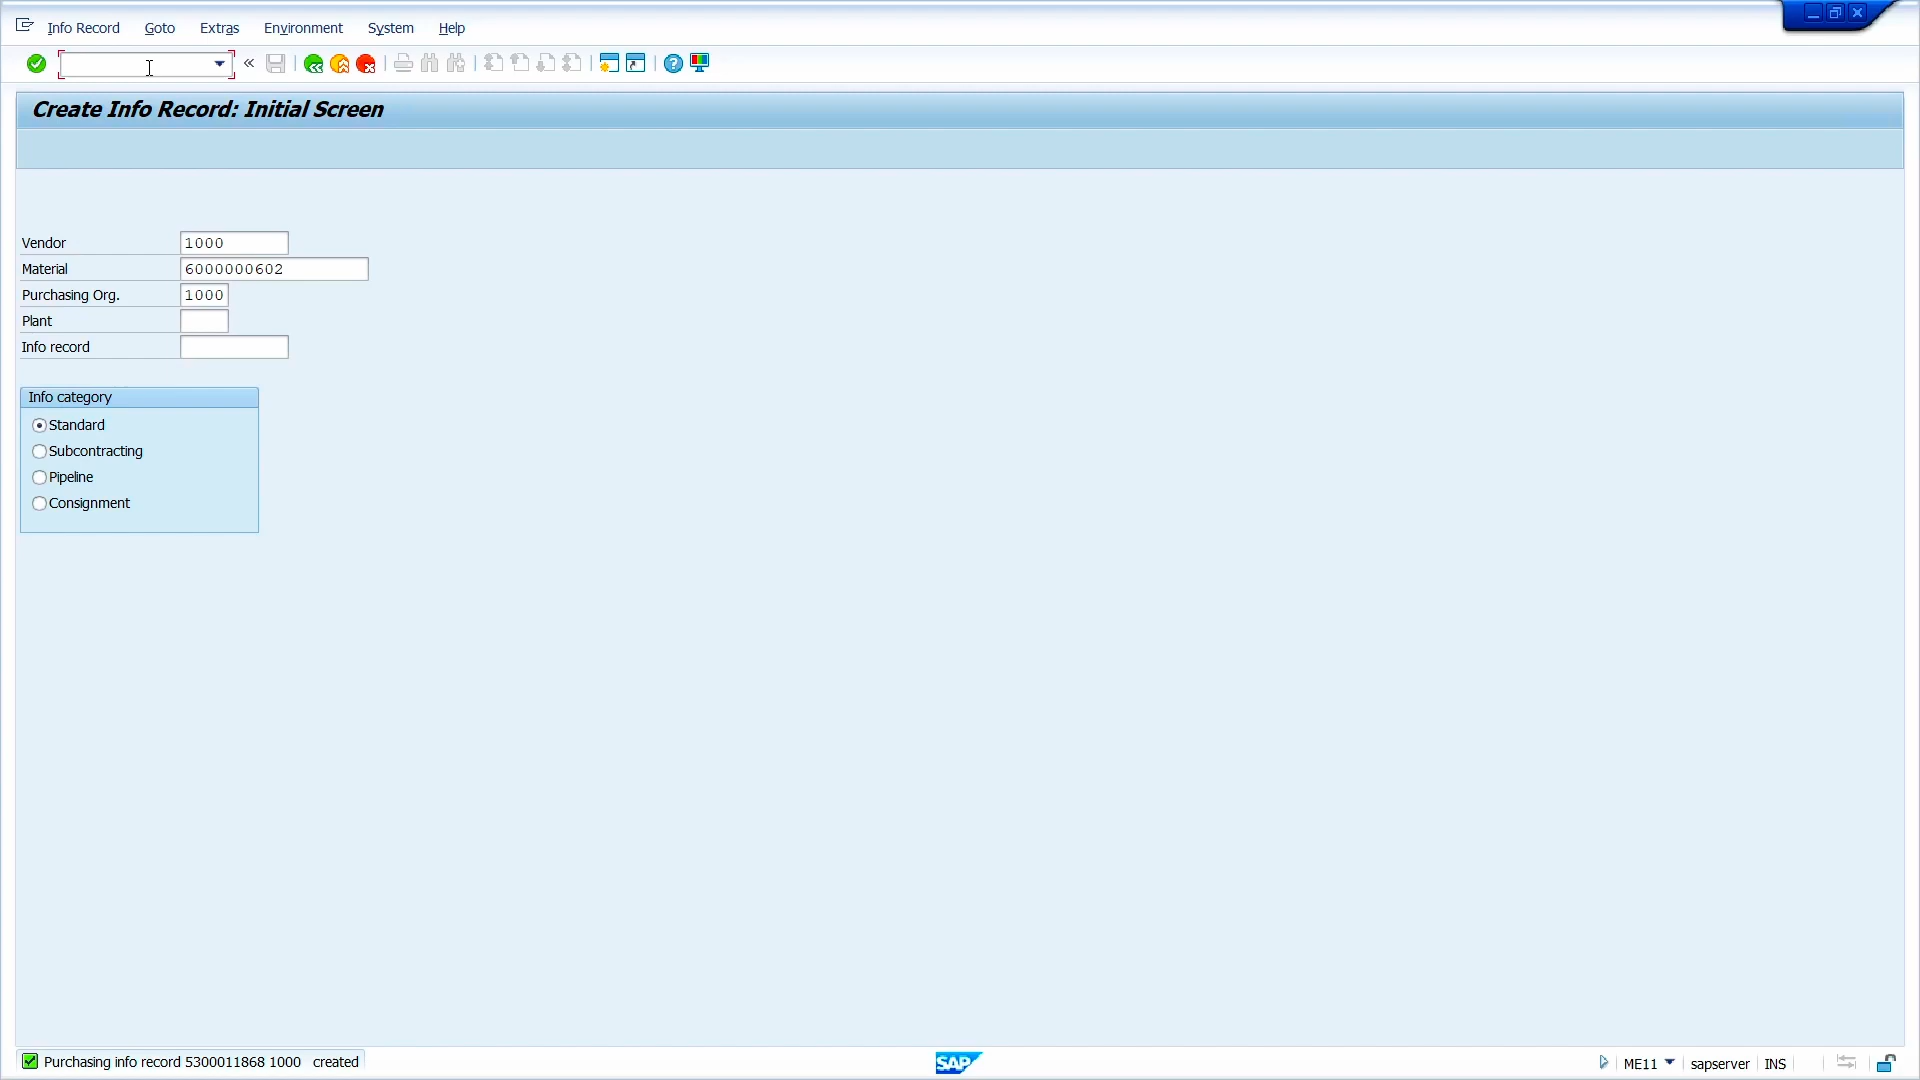 Info Record Goto Extras Environment System Help
Create Info Record: Initial Screen
Vendor 1000
Material 6000000602
Purchasing Org. 1000
Plant
Info record
Info category
Standard
Subcontracting
Pipeline
Consignment
Purchasing info record 5300011868 1000 created
SAP
ME11 sapserver INS